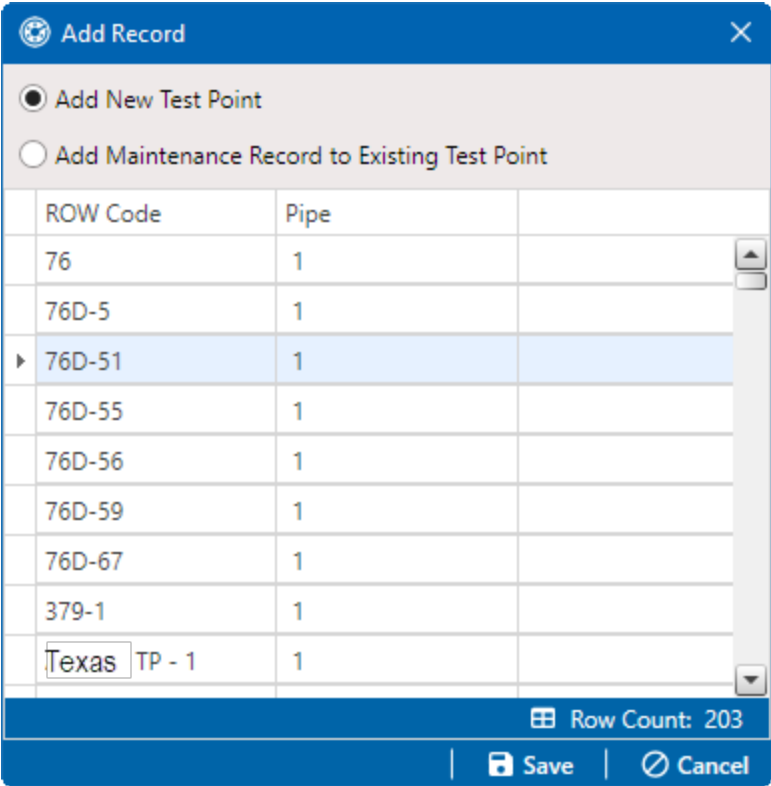 Add Record
Add New Test Point
Add Maintenance Record to Existing Test Point
ROW Code Pipe
76 1
76D-5 1
76D-51 1
76D-55 1
76D-56 1
76D-59 1
76D-67 1
379-1 1
Texas TP - 1 1
Row Count: 203
Save Cancel